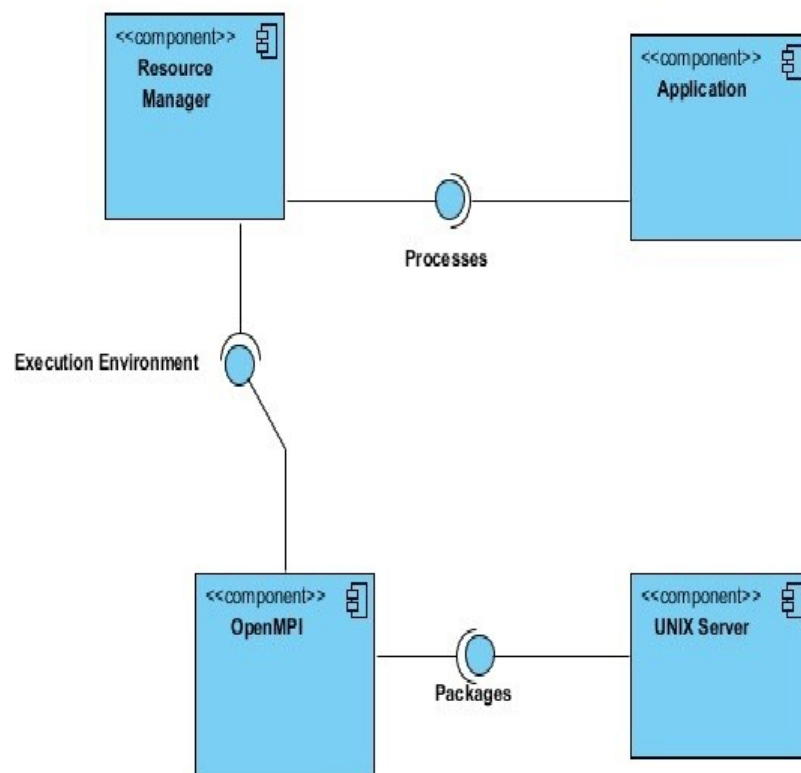 <<component>>
Resource
Manager
<<component>>
Application
Processes
Execution Environment
<<component>>
OpenMPI
<<component>>
UNIX Server
Packages